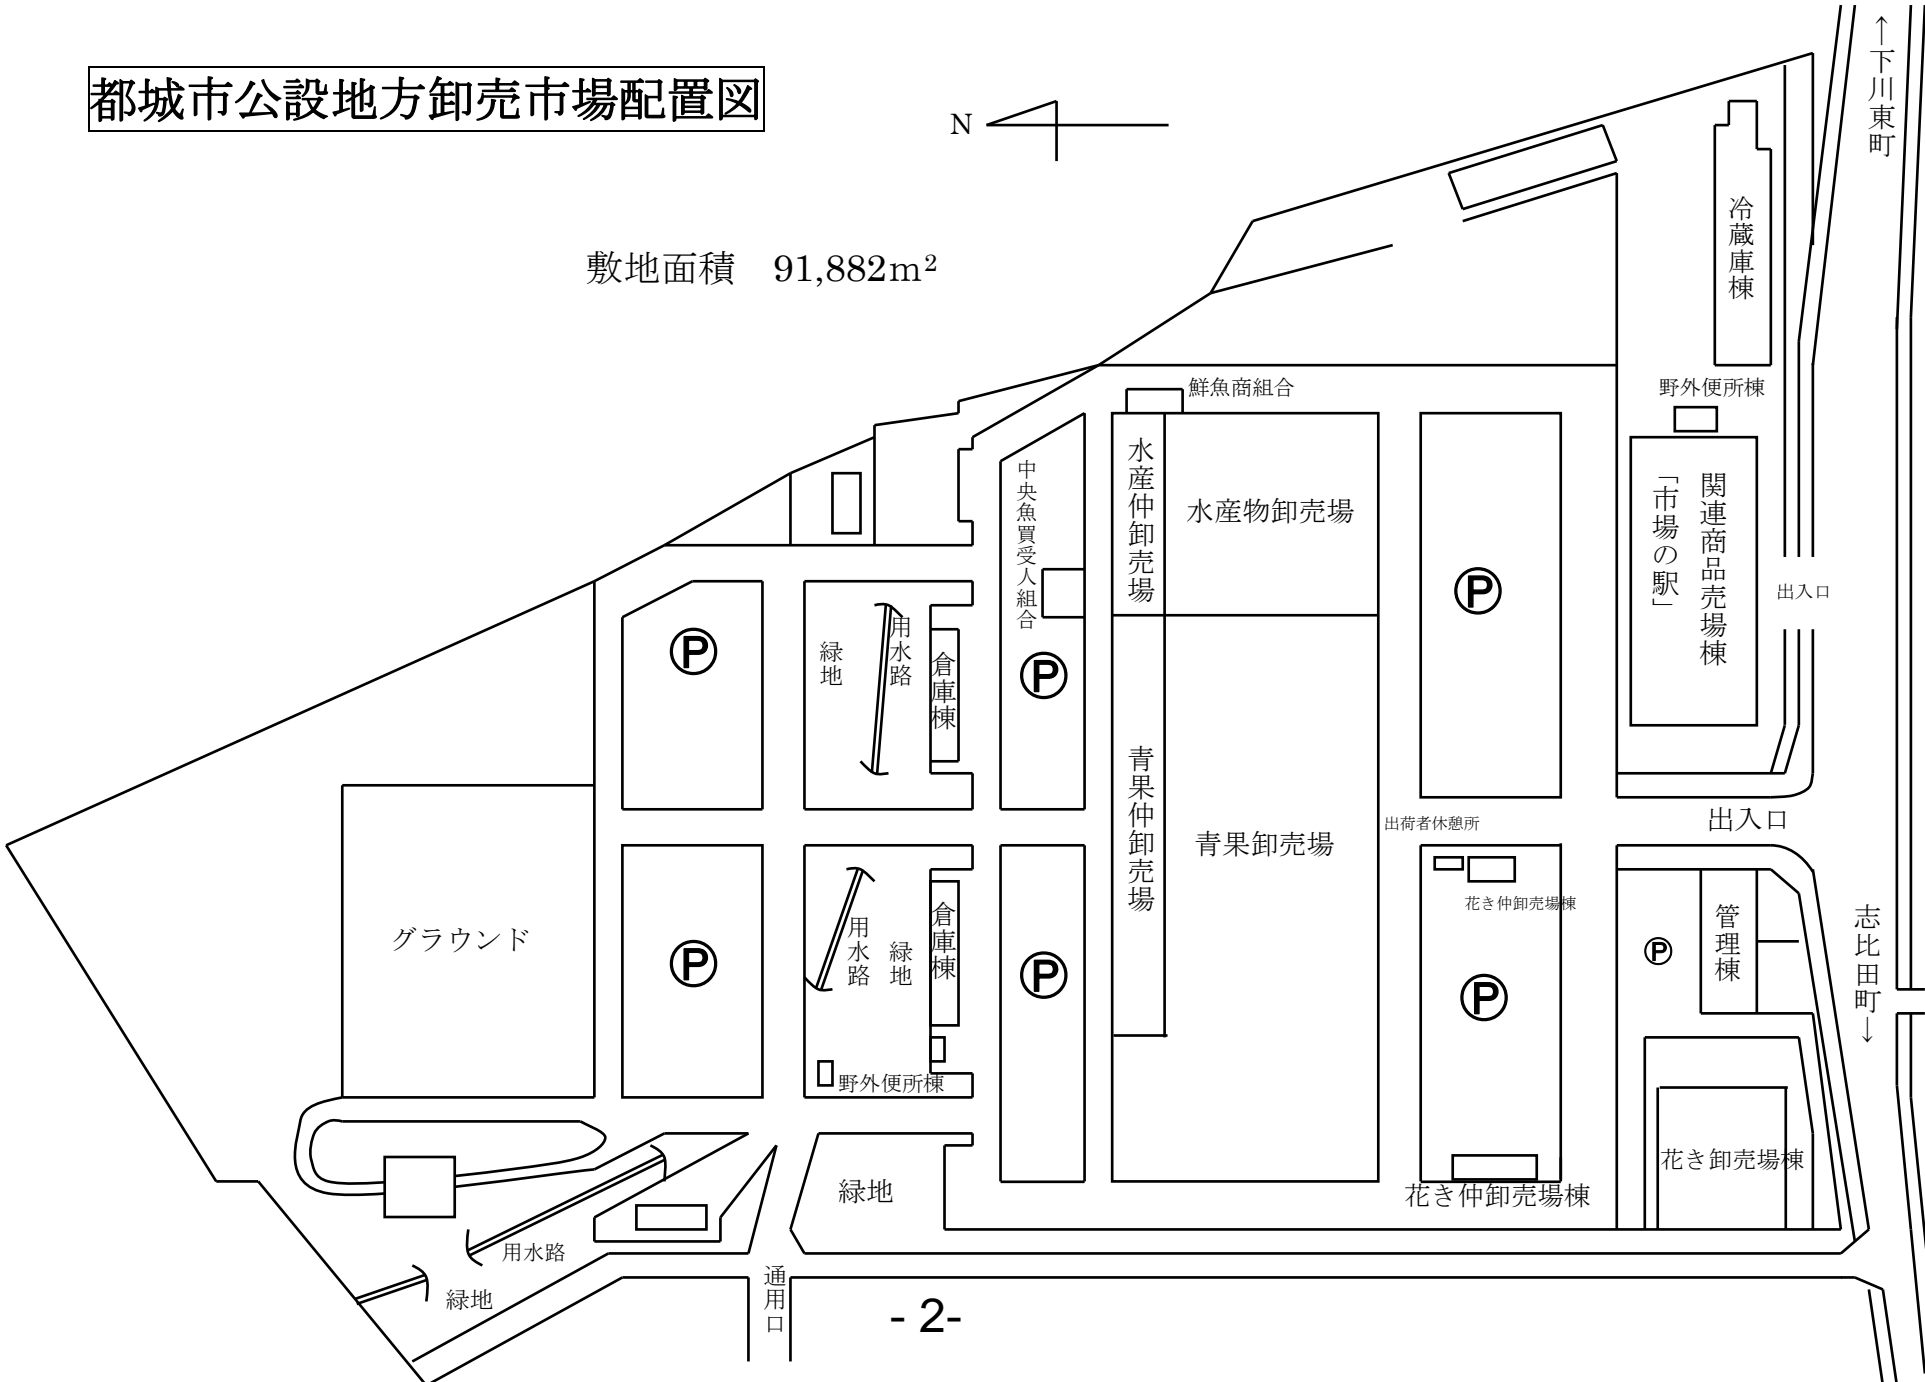 都城市公設地方卸売市場配置図
N
敷地面積　91,882m²
↑下川東町
冷蔵庫棟
野外便所棟
鮮魚商組合
水産仲卸売場
水産物卸売場
中央魚買受人組合
関連商品売場棟
「市場の駅」
出入口
P
P
P
緑地
用水路
倉庫棟
青果仲卸売場
青果卸売場
出荷者休憩所
出入口
花き仲卸売場棟
管理棟
P
志比田町↓
グラウンド
P
用水路
緑地
倉庫棟
P
P
野外便所棟
花き卸売場棟
緑地
花き仲卸売場棟
用水路
緑地
通用口
- 2-